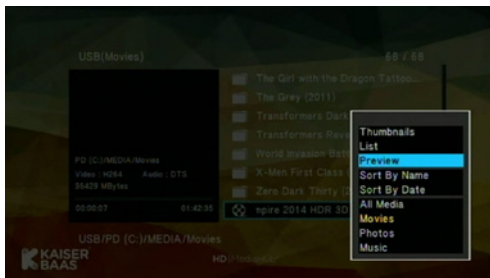 USB(Movies)
68 / 68
The Girl with the Dragon Tattoo...
The Grey (2011)
Transformers Dark
Transformers Reve
World Invasion Batt
X-Men First Class (
Zero Dark Thirty (2
npire 2014 HDR 3D
PD (C:)/MEDIA/Movies
Video : H264 Audio : DTS
35429 MBytes
00:00:07 01:42:35
USB/PD (C:)/MEDIA/Movies
Thumbnails
List
Preview
Sort By Name
Sort By Date
All Media
Movies
Photos
Music
KAISER
BAAS